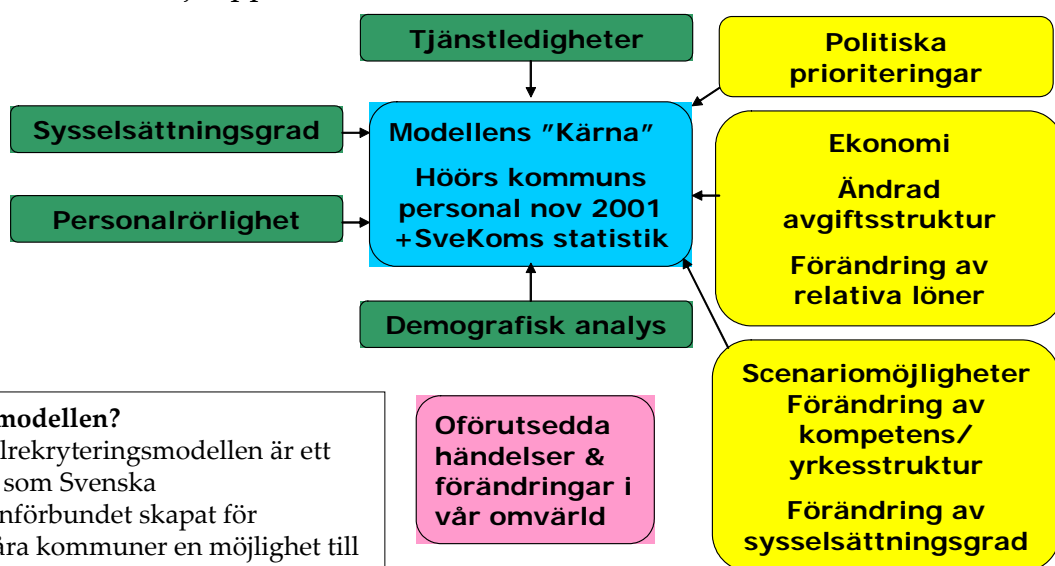 Tjänstledigheter
Politiska
prioriteringar
Sysselsättningsgrad
Modellens ”Kärna”
Höörs kommuns
personal nov 2001
+SveKoms statistik
Personalrörlighet
Ekonomi
Ändrad
avgiftsstruktur
Förändring av
relativa löner
Demografisk analys
Scenariomöjligheter
Förändring av
kompetens/
yrkesstruktur
Förändring av
sysselsättningsgrad
Oförutsedda
händelser &
förändringar i
vår omvärld
modellen?
lrekryteringsmodellen är ett
som Svenska
nförbundet skapat för
ra kommuner en möjlighet till